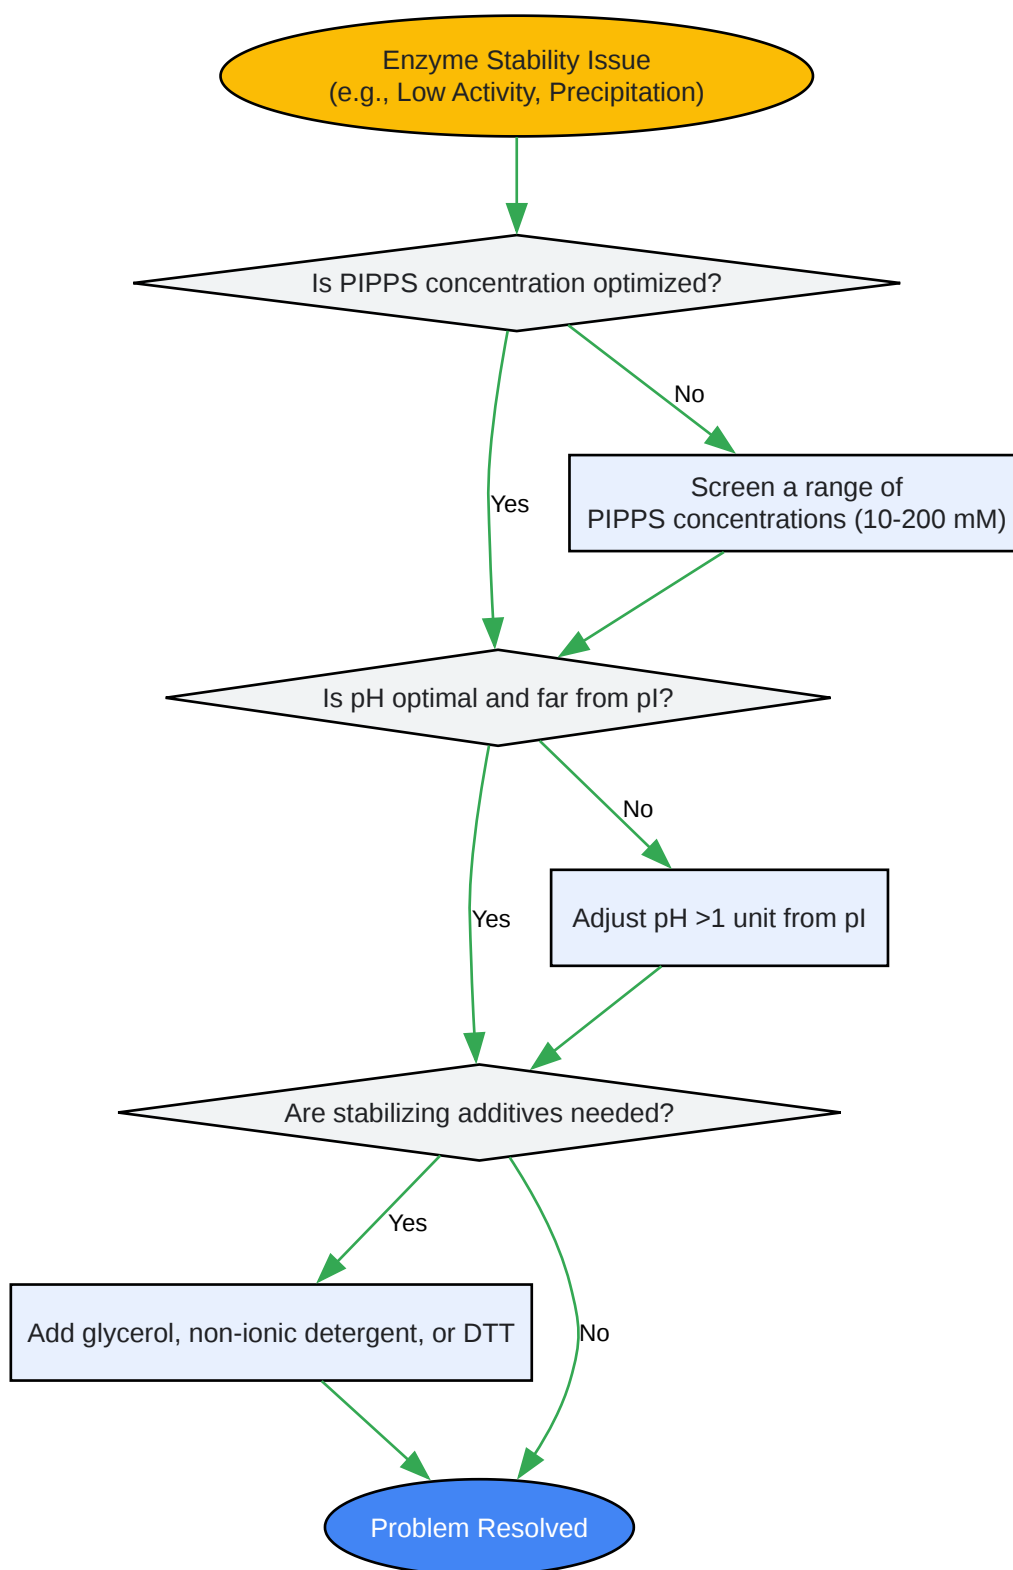 Enzyme Stability Issue
(e.g., Low Activity, Precipitation)
Is PIPPS concentration optimized?
No
Screen a range of
PIPPS concentrations (10-200 mM)
Yes
Is pH optimal and far from pI?
No
Adjust pH >1 unit from pI
Yes
Are stabilizing additives needed?
Yes
Add glycerol, non-ionic detergent, or DTT
No
Problem Resolved